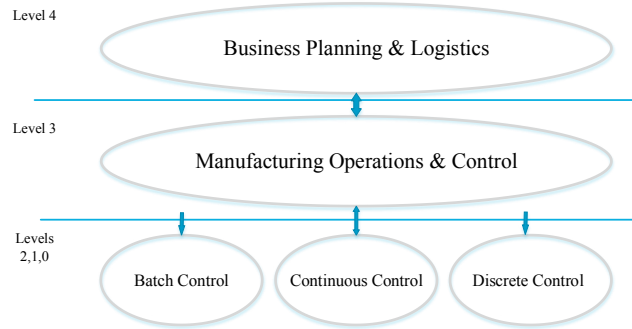 Level 4
Business Planning & Logistics
Level 3
Manufacturing Operations & Control
Levels
2,1,0
Batch Control
Continuous Control
Discrete Control